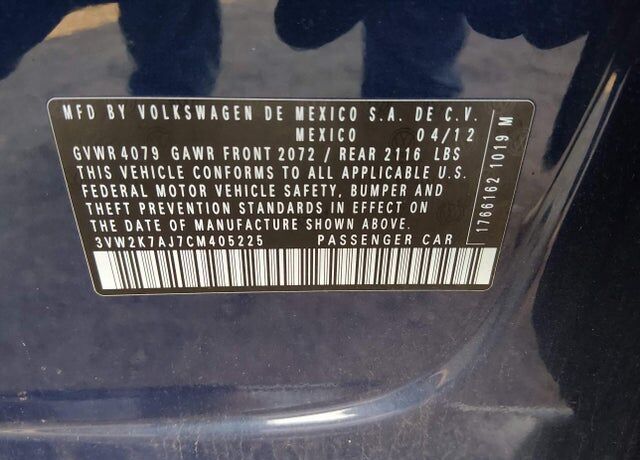 MFD BY VOLKSWAGEN DE MEXICO S.A. DE C.V.
MEXICO 04/12
GVWR 4079 GAWR FRONT 2072 / REAR 2116 LBS
THIS VEHICLE CONFORMS TO ALL APPLICABLE U.S.
FEDERAL MOTOR VEHICLE SAFETY, BUMPER AND
THEFT PREVENTION STANDARDS IN EFFECT ON
THE DATE OF MANUFACTURE SHOWN ABOVE.
3VW2K7AJ7CM405225 PASSENGER CAR
1766162 1019 M